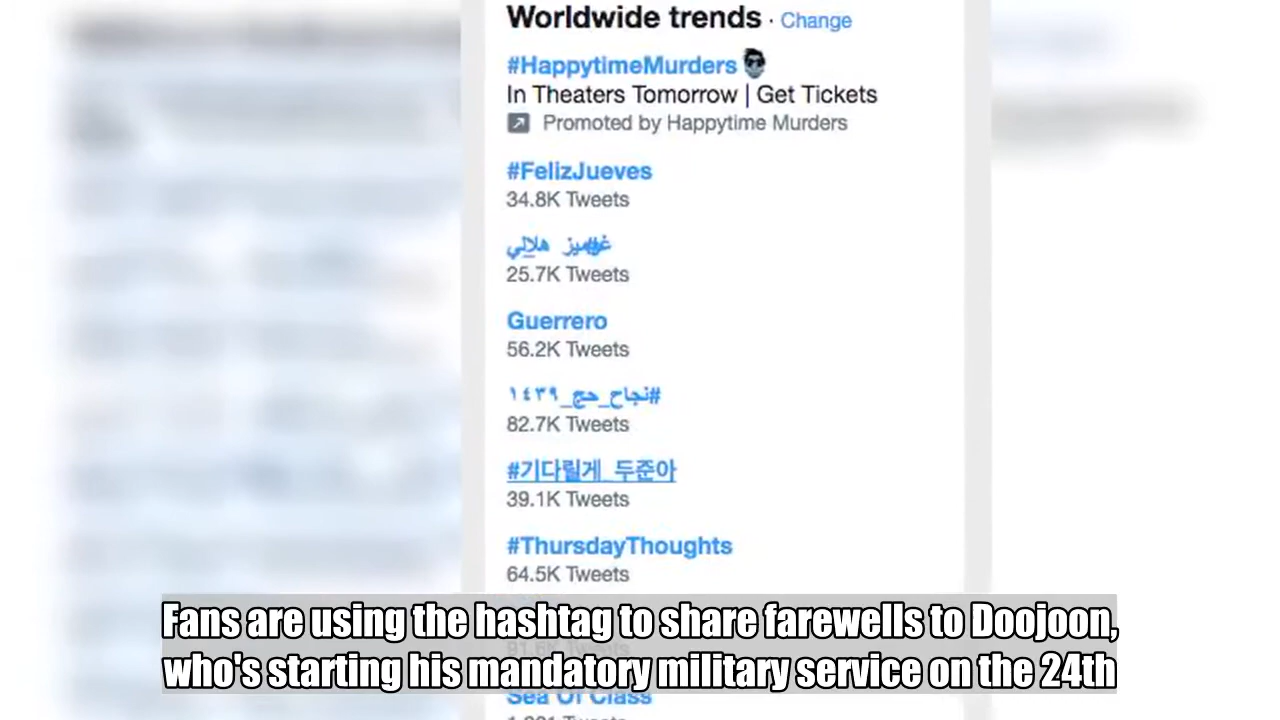 Worldwide trends · Change
#HappytimeMurders
In Theaters Tomorrow | Get Tickets
Promoted by Happytime Murders
#FelizJueves
34.8K Tweets
هلالي
25.7K Tweets
Guerrero
56.2K Tweets
#نجاح_حج_١٤٣٩
82.7K Tweets
#기다릴게_두준아
39.1K Tweets
#ThursdayThoughts
64.5K Tweets
Fans are using the hashtag to share farewells to Doojoon,
who's starting his mandatory military service on the 24th
Sea Of Class